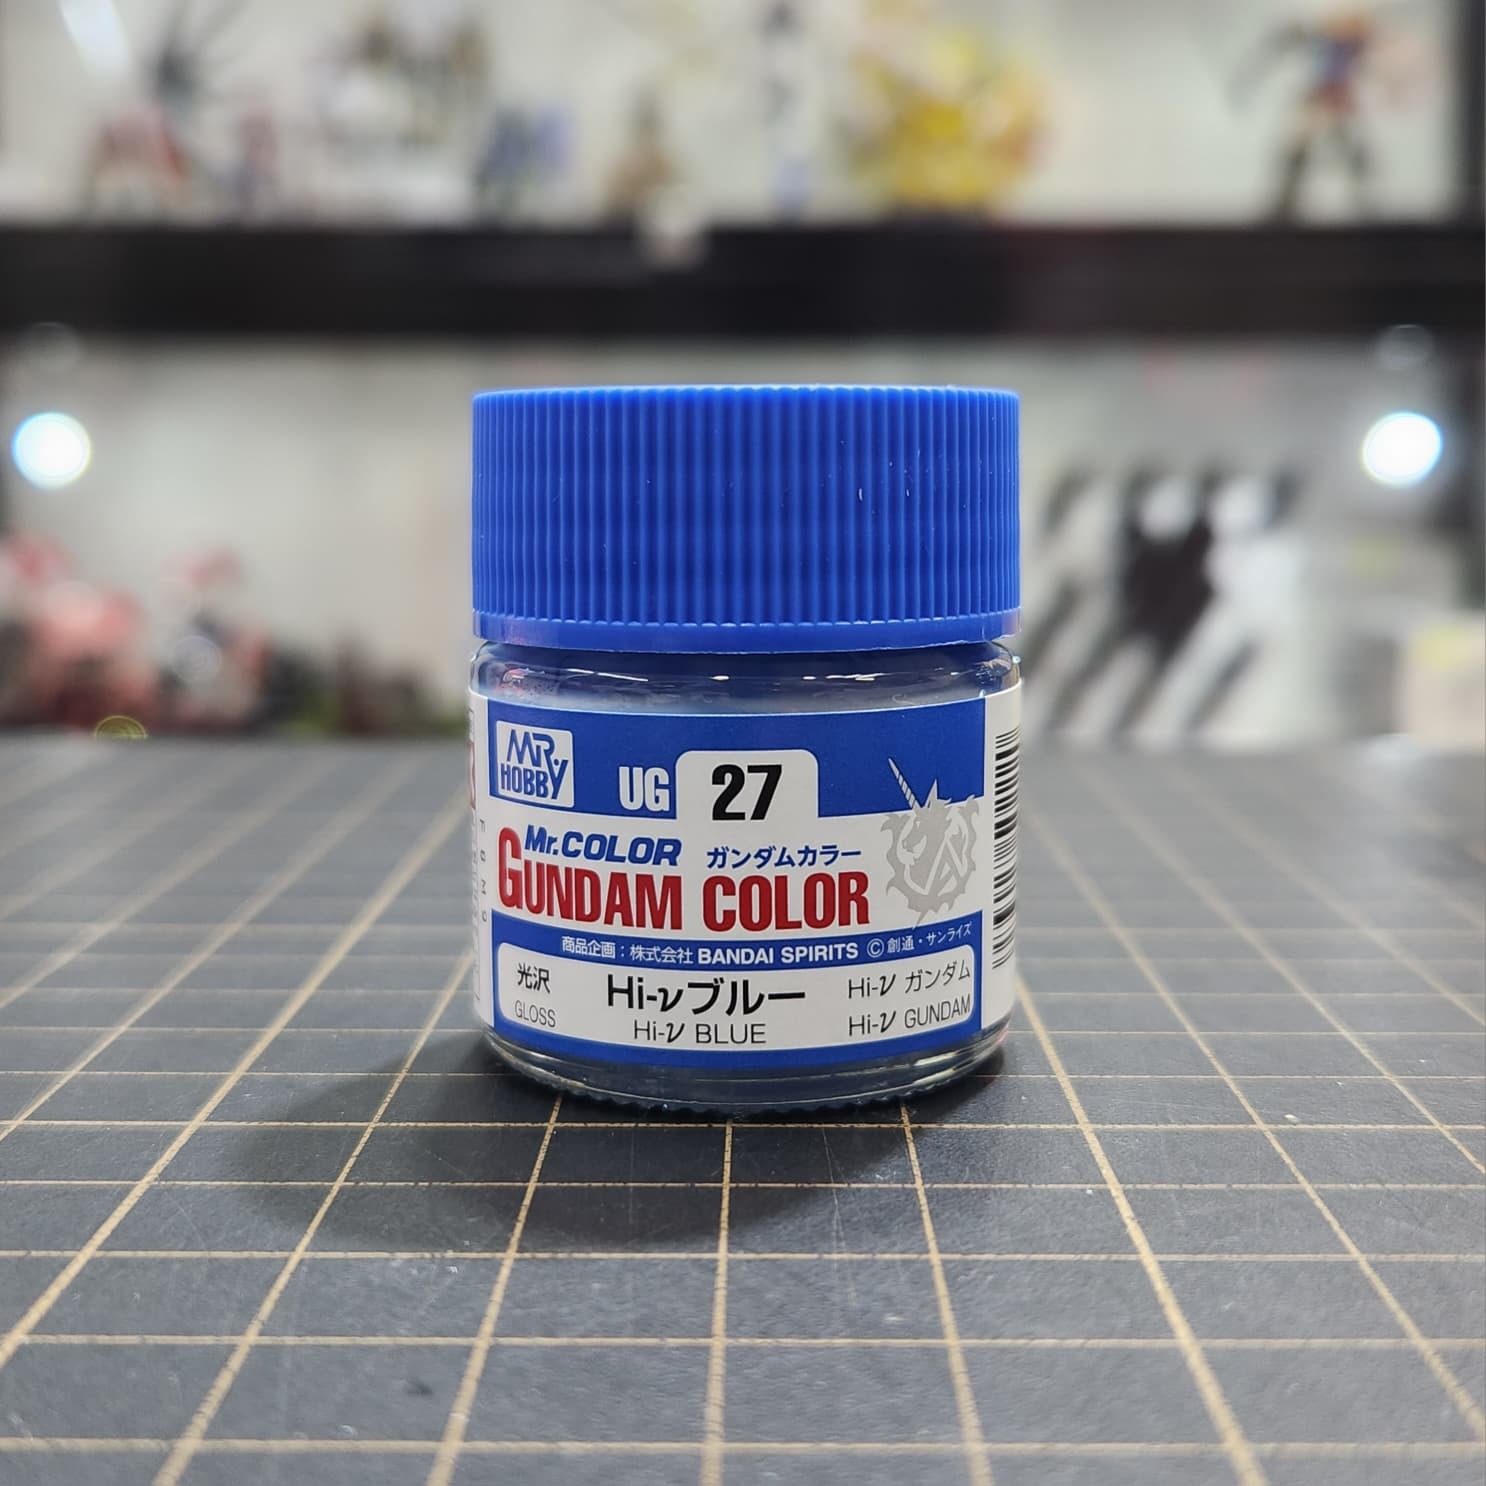 MR.
HOBBY
UG 27
Mr.COLOR ガンダムカラー
GUNDAM COLOR
商品企画：株式会社 BANDAI SPIRITS ©創通・サンライズ
光沢 Hi-νブルー Hi-ν ガンダム
GLOSS Hi-ν BLUE Hi-ν GUNDAM